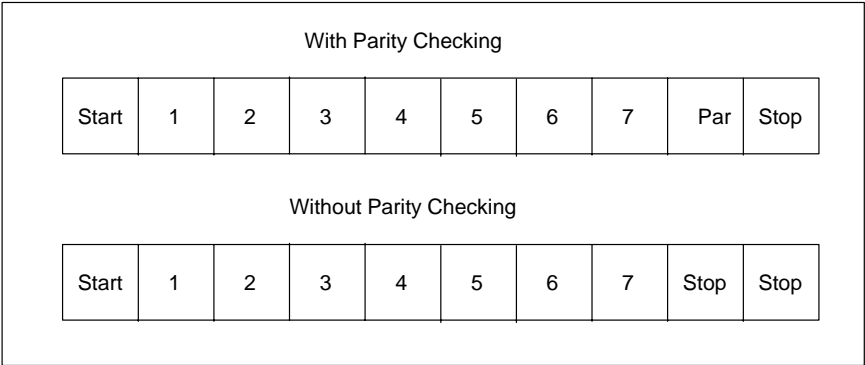 With Parity Checking
Start 1 2 3 4 5 6 7 Par Stop
Without Parity Checking
Start 1 2 3 4 5 6 7 Stop Stop